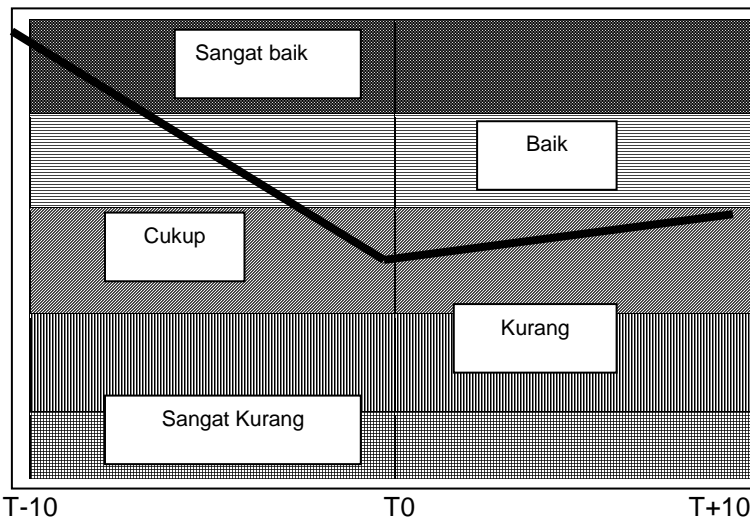 Sangat baik
Baik
Cukup
Kurang
Sangat Kurang
T-10 T0 T+10